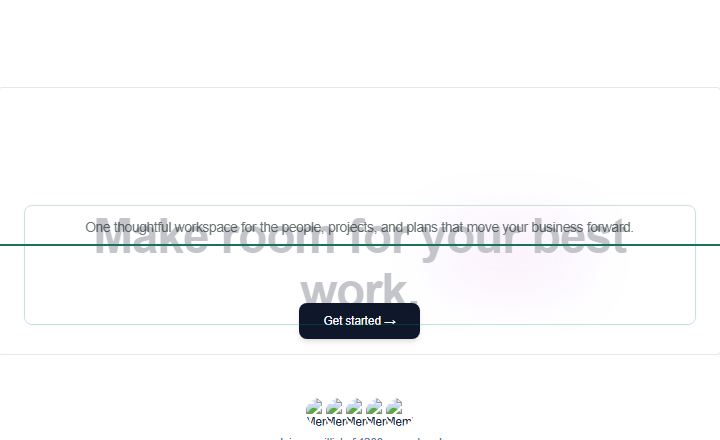 One thoughtful workspace for the people, projects, and plans that move your business forward.
Make room for your best
work.
Get started →